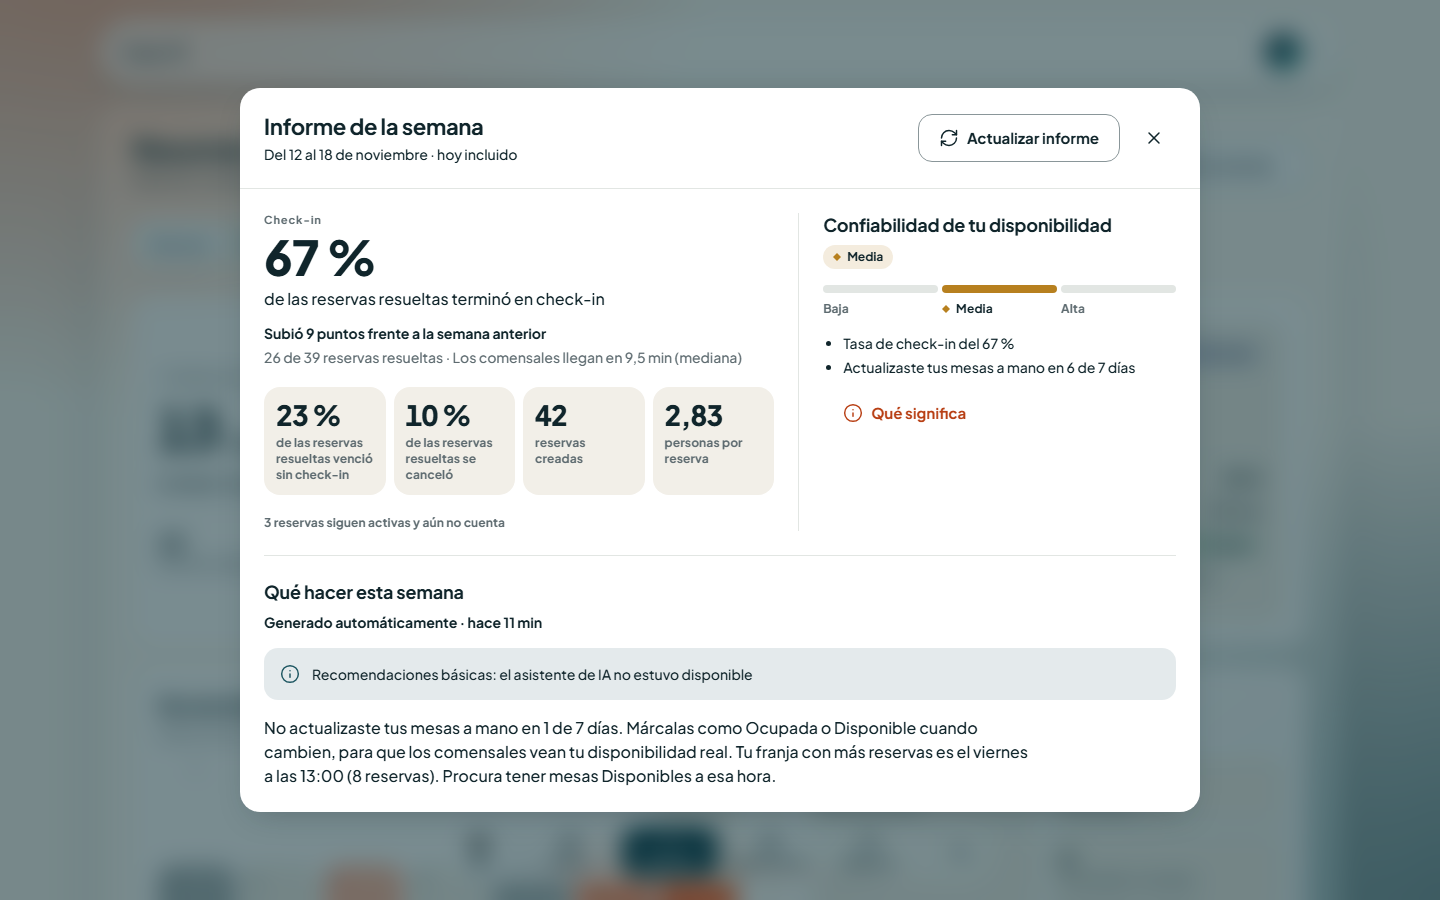 Informe de la semana
Del 12 al 18 de noviembre · hoy incluido
Actualizar informe
Check-in
67 %
de las reservas resueltas terminó en check-in
Subió 9 puntos frente a la semana anterior
26 de 39 reservas resueltas · Los comensales llegan en 9,5 min (mediana)
23 %
de las reservas
resueltas venció
sin check-in
10 %
de las reservas
resueltas se
canceló
42
reservas
creadas
2,83
personas por
reserva
3 reservas siguen activas y aún no cuenta
Confiabilidad de tu disponibilidad
Media
Baja
Media
Alta
Tasa de check-in del 67 %
Actualizaste tus mesas a mano en 6 de 7 días
Qué significa
Qué hacer esta semana
Generado automáticamente · hace 11 min
Recomendaciones básicas: el asistente de IA no estuvo disponible
No actualizaste tus mesas a mano en 1 de 7 días. Márcalas como Ocupada o Disponible cuando
cambien, para que los comensales vean tu disponibilidad real. Tu franja con más reservas es el viernes
a las 13:00 (8 reservas). Procura tener mesas Disponibles a esa hora.